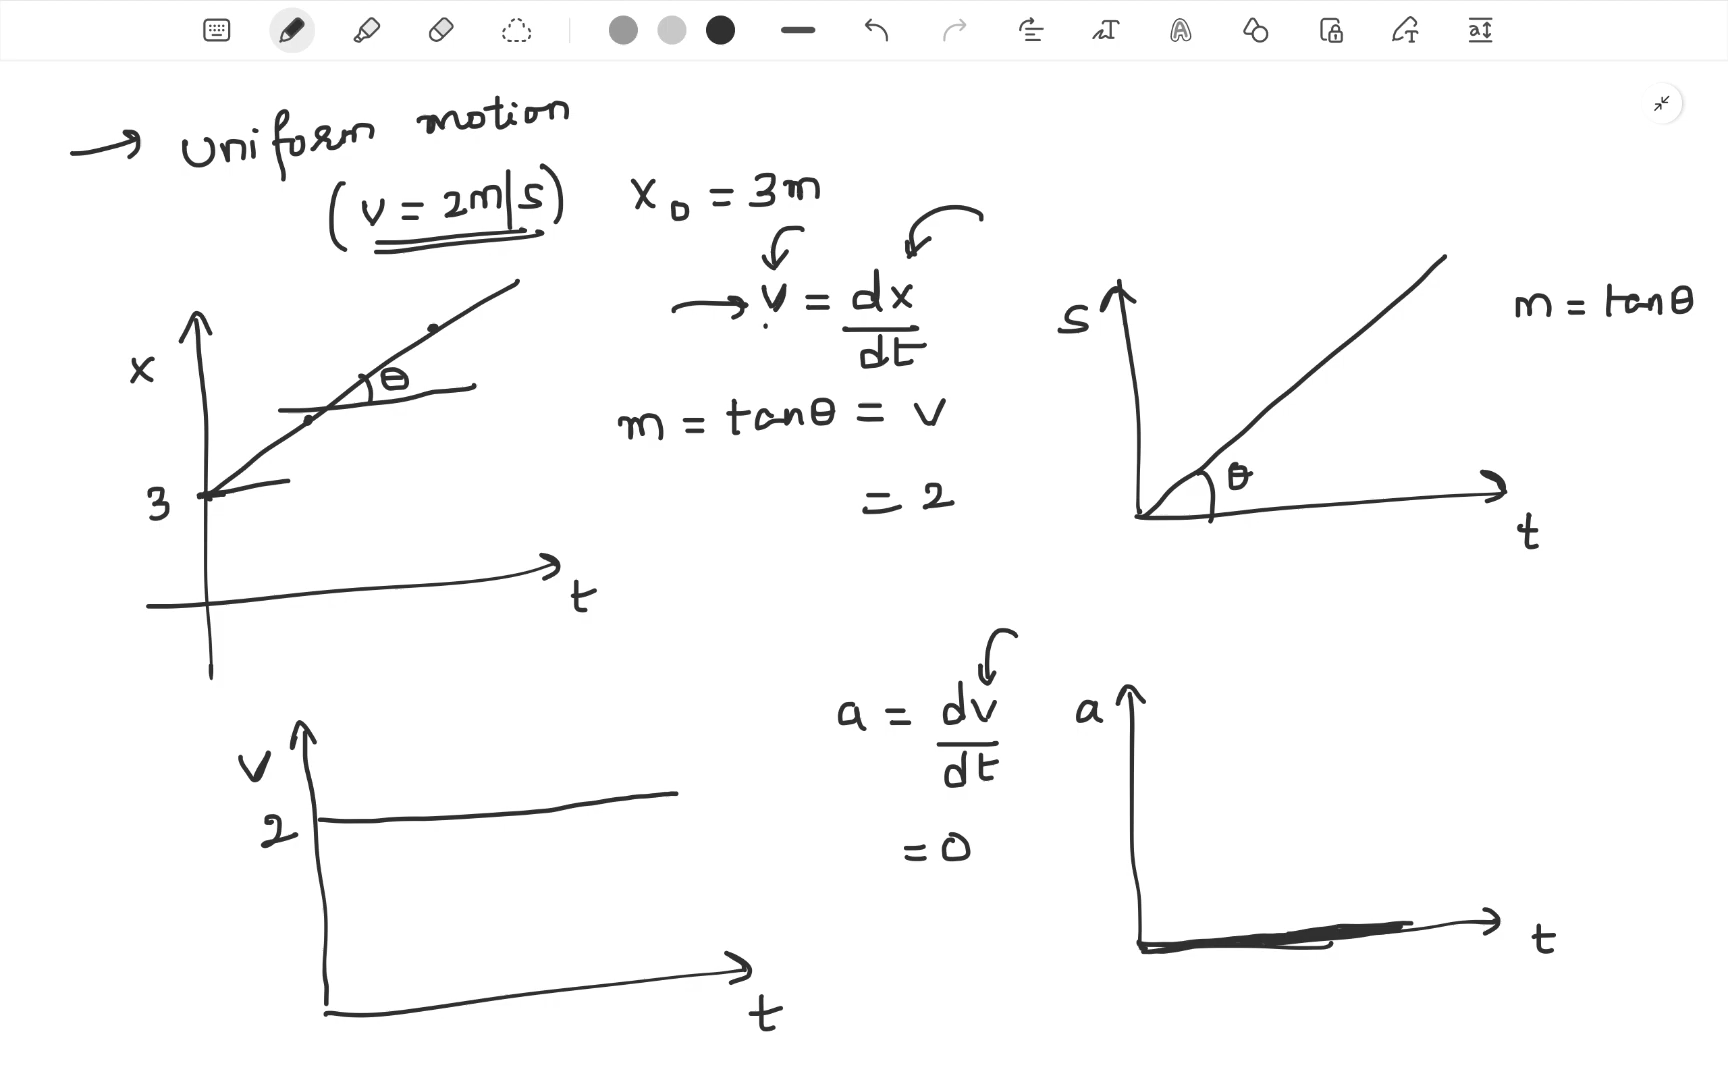 → uniform motion
(v = 2m/s) x₀ = 3m
→ v = dx/dt
x
θ
3
t
m = tanθ = v
= 2
s
θ
t
m = tanθ
v
2
t
a = dv/dt
= 0
a
t